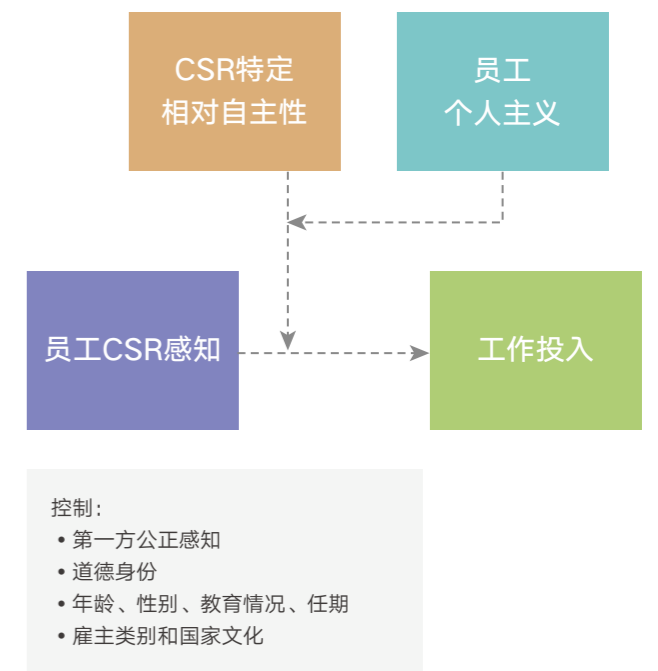 CSR特定
相对自主性
员工
个人主义
员工CSR感知
工作投入
控制：
•第一方公正感知
•道德身份
•年龄、性别、教育情况、任期
•雇主类别和国家文化